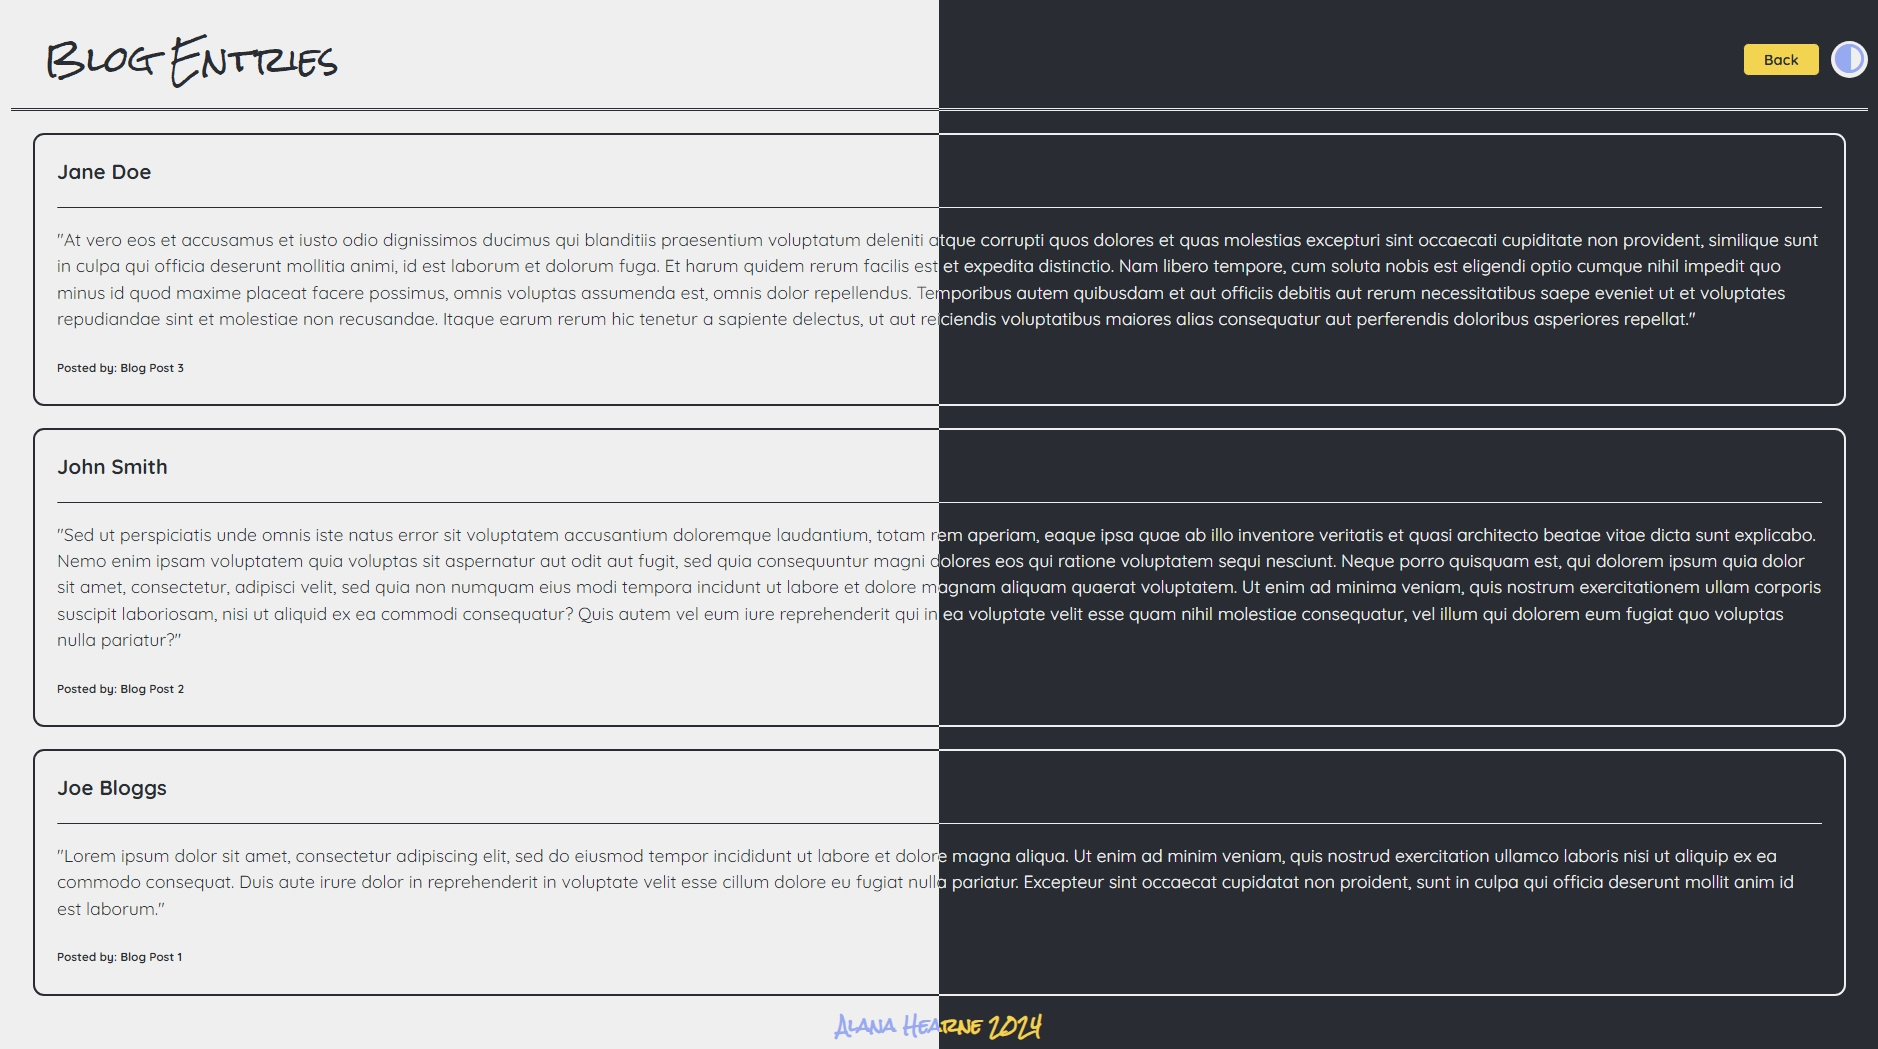 Blog Entries
Back
Jane Doe
"At vero eos et accusamus et iusto odio dignissimos ducimus qui blanditiis praesentium voluptatum deleniti atque corrupti quos dolores et quas molestias excepturi sint occaecati cupiditate non provident, similique sunt
in culpa qui officia deserunt mollitia animi, id est laborum et dolorum fuga. Et harum quidem rerum facilis est et expedita distinctio. Nam libero tempore, cum soluta nobis est eligendi optio cumque nihil impedit quo
minus id quod maxime placeat facere possimus, omnis voluptas assumenda est, omnis dolor repellendus. Temporibus autem quibusdam et aut officiis debitis aut rerum necessitatibus saepe eveniet ut et voluptates
repudiandae sint et molestiae non recusandae. Itaque earum rerum hic tenetur a sapiente delectus, ut aut reiciendis voluptatibus maiores alias consequatur aut perferendis doloribus asperiores repellat."
Posted by: Blog Post 3
John Smith
"Sed ut perspiciatis unde omnis iste natus error sit voluptatem accusantium doloremque laudantium, totam rem aperiam, eaque ipsa quae ab illo inventore veritatis et quasi architecto beatae vitae dicta sunt explicabo.
Nemo enim ipsam voluptatem quia voluptas sit aspernatur aut odit aut fugit, sed quia consequuntur magni dolores eos qui ratione voluptatem sequi nesciunt. Neque porro quisquam est, qui dolorem ipsum quia dolor
sit amet, consectetur, adipisci velit, sed quia non numquam eius modi tempora incidunt ut labore et dolore magnam aliquam quaerat voluptatem. Ut enim ad minima veniam, quis nostrum exercitationem ullam corporis
suscipit laboriosam, nisi ut aliquid ex ea commodi consequatur? Quis autem vel eum iure reprehenderit qui in ea voluptate velit esse quam nihil molestiae consequatur, vel illum qui dolorem eum fugiat quo voluptas
nulla pariatur?"
Posted by: Blog Post 2
Joe Bloggs
"Lorem ipsum dolor sit amet, consectetur adipiscing elit, sed do eiusmod tempor incididunt ut labore et dolore magna aliqua. Ut enim ad minim veniam, quis nostrud exercitation ullamco laboris nisi ut aliquip ex ea
commodo consequat. Duis aute irure dolor in reprehenderit in voluptate velit esse cillum dolore eu fugiat nulla pariatur. Excepteur sint occaecat cupidatat non proident, sunt in culpa qui officia deserunt mollit anim id
est laborum."
Posted by: Blog Post 1
Alana Hearne 2024